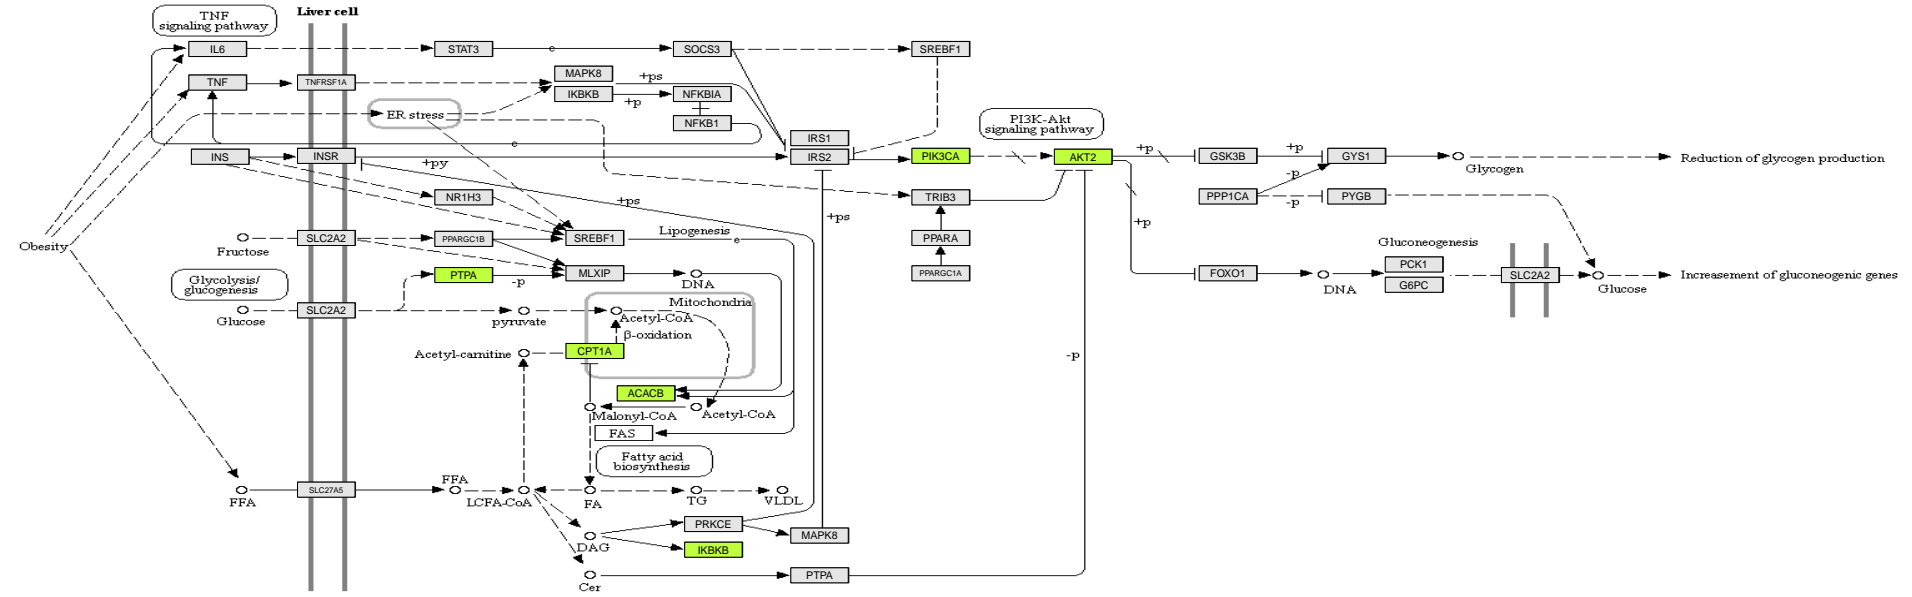 TNF
signaling pathway
Liver cell
IL6
STAT3
e
SOCS3
SREBF1
TNF
TNFRSF1A
MAPK8
+ps
IKBKB
+p
NFKBIA
ER stress
NFKB1
PI3K-Akt
signaling pathway
e
IRS1
INS
INSR
+py
IRS2
PIK3CA
AKT2
+p
GSK3B
+p
GYS1
Glycogen
Reduction of glycogen production
-p
NR1H3
+ps
TRIB3
PPP1CA
-p
PYGB
+ps
+p
Obesity
Fructose
SLC2A2
PPARGC1B
SREBF1
Lipogenesis
e
PPARA
Gluconeogenesis
Glycolysis/
glucogenesis
PTPA
-p
MLXIP
DNA
PPARGC1A
FOXO1
DNA
PCK1
G6PC
SLC2A2
Glucose
Increasement of gluconeogenic genes
Mitochondria
Glucose
SLC2A2
pyruvate
Acetyl-CoA
β-oxidation
Acetyl-carnitine
CPT1A
-p
ACACB
Malonyl-CoA
Acetyl-CoA
FAS
Fatty acid
biosynthesis
FFA
SLC27A5
FFA
LCFA-CoA
FA
TG
VLDL
PRKCE
DAG
MAPK8
IKBKB
Cer
PTPA